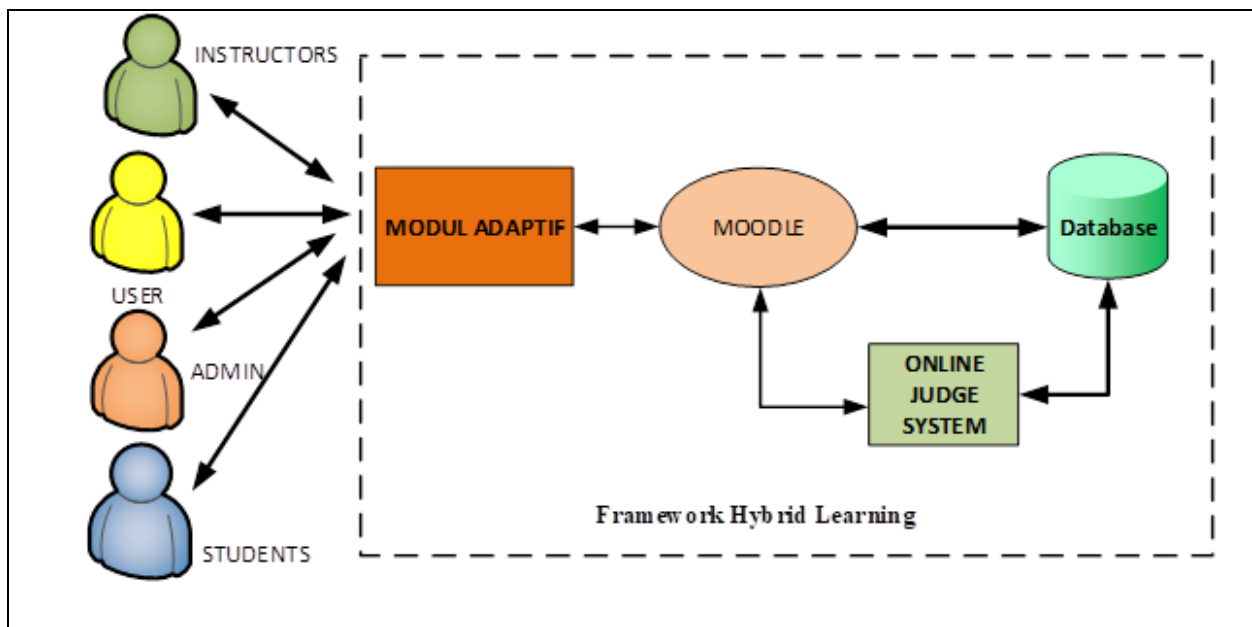 INSTRUCTORS
USER
ADMIN
STUDENTS
MODUL ADAPTIF
MOODLE
Database
ONLINE
JUDGE
SYSTEM
Framework Hybrid Learning